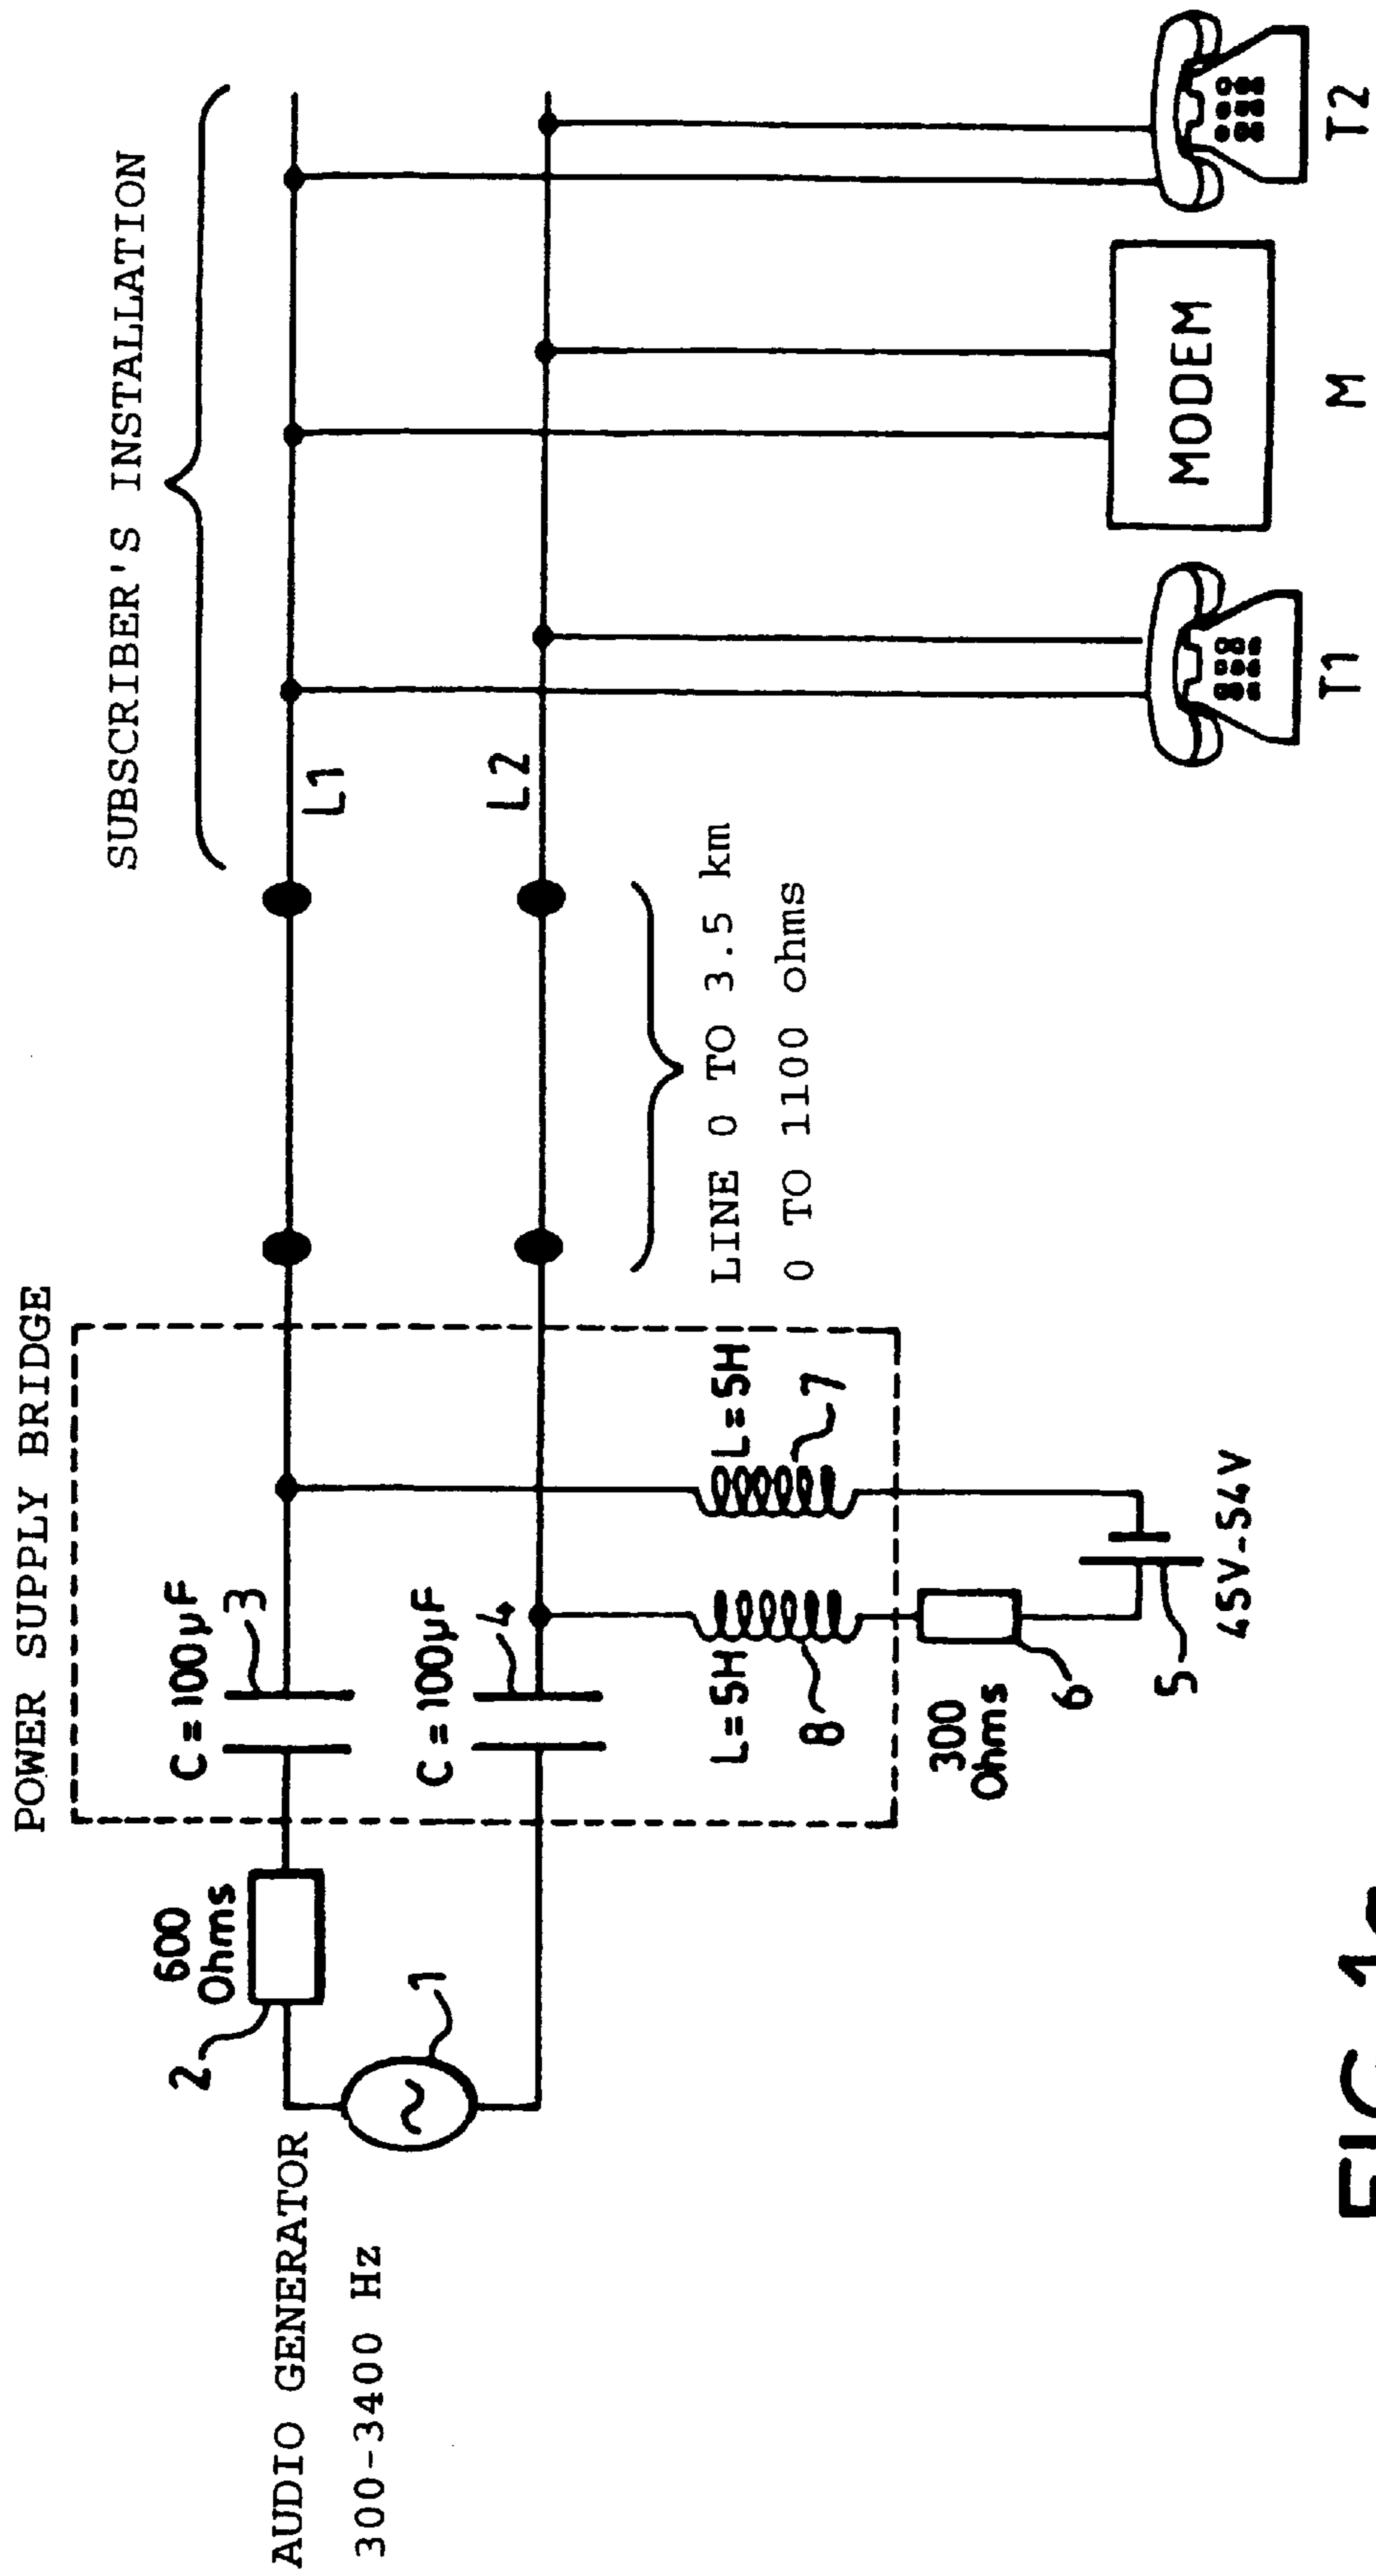 POWER SUPPLY BRIDGE
SUBSCRIBER'S INSTALLATION
AUDIO GENERATOR
300-3400 Hz
600
Ohms
2
1
C = 100µF
3
C = 100µF
4
L1
L2
LINE 0 TO 3.5 km
0 TO 1100 ohms
L=5H
8
L=5H
7
300
Ohms
6
5
45V-54V
T1
MODEM
M
T2